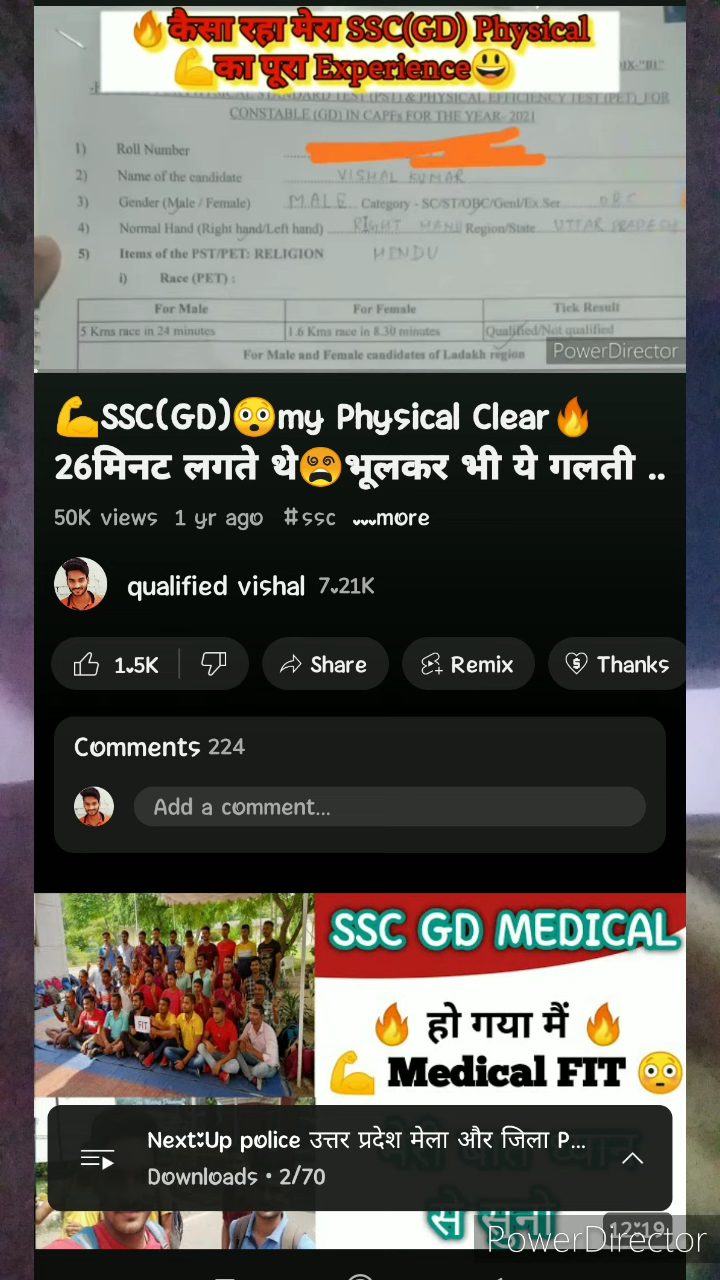 🔥कैसा रहा मेरा SSC(GD) Physical
💪का पूरा Experience😃
STANDARD TEST (PST) & PHYSICAL EFFICIENCY TEST (PET) FOR
CONSTABLE (GD) IN CAPFs FOR THE YEAR- 2021
1) Roll Number
2) Name of the candidate VISHAL KUMAR
3) Gender (Male / Female) MALE Category - SC/ST/OBC/Genl/Ex Ser OBC
4) Normal Hand (Right hand/Left hand) RIGHT HAND Region/State UTTAR PRADESH
5) Items of the PST/PET: RELIGION HINDU
i) Race (PET) :
For Male For Female Tick Result
5 Kms race in 24 minutes 1.6 Kms race in 8.30 minutes Qualified/Not qualified
For Male and Female candidates of Ladakh region
PowerDirector
💪SSC(GD)😳my Physical Clear🔥
26मिनट लगते थे😵‍💫भूलकर भी ये गलती ..
50K views 1 yr ago #ssc ...more
qualified vishal 7.21K
1.5K Share Remix Thanks
Comments 224
Add a comment...
FIT
SSC GD MEDICAL
🔥 हो गया मैं 🔥
💪 Medical FIT 😳
Next:Up police उत्तर प्रदेश मेला और जिला P...
Downloads • 2/70
से सुनो
12:19
PowerDirector